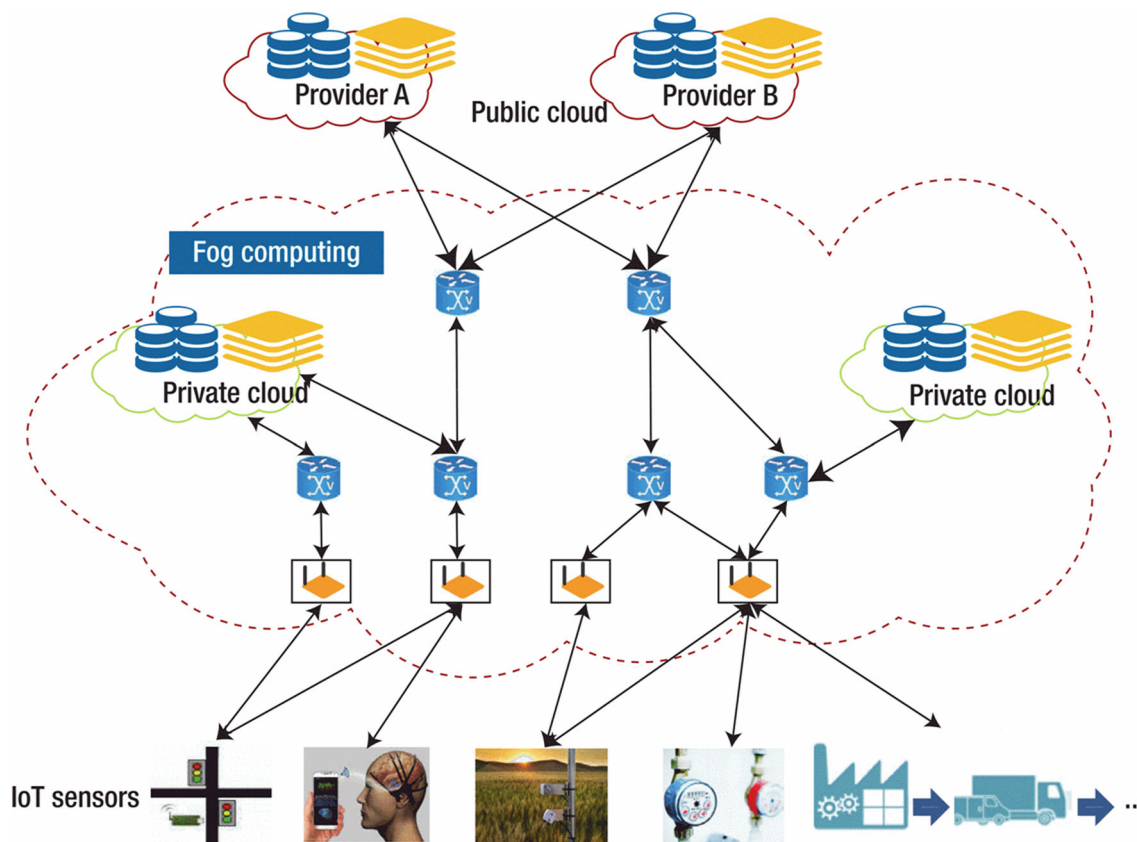 Provider A
Provider B
Public cloud
Fog computing
Private cloud
Private cloud
V
V
V
V
V
V
IoT sensors
..